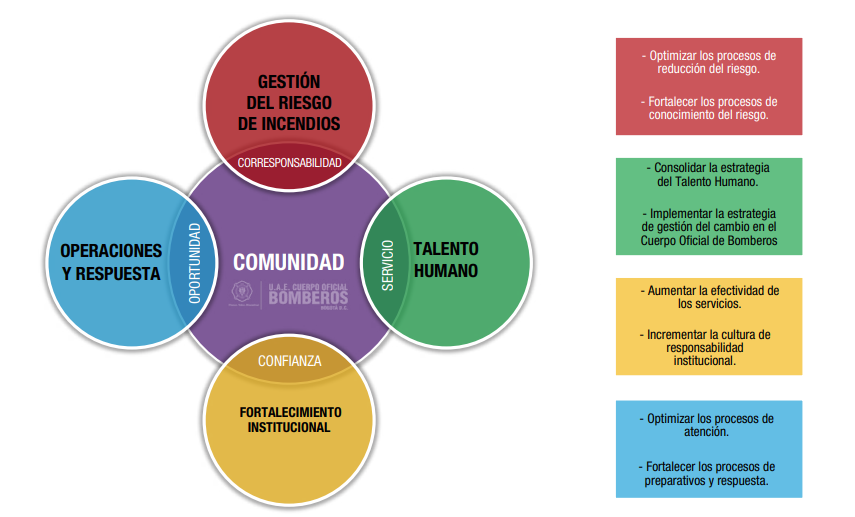 GESTIÓN
DEL RIESGO
DE INCENDIOS
CORRESPONSABILIDAD
OPERACIONES
Y RESPUESTA
OPORTUNIDAD
COMUNIDAD
U.A.E. CUERPO OFICIAL
BOMBEROS
BOGOTÁ D.C.
SERVICIO
TALENTO
HUMANO
CONFIANZA
FORTALECIMIENTO
INSTITUCIONAL
- Optimizar los procesos de
reducción del riesgo.
- Fortalecer los procesos de
conocimiento del riesgo.
- Consolidar la estrategia
del Talento Humano.
- Implementar la estrategia
de gestión del cambio en el
Cuerpo Oficial de Bomberos
- Aumentar la efectividad de
los servicios.
- Incrementar la cultura de
responsabilidad
institucional.
- Optimizar los procesos de
atención.
- Fortalecer los procesos de
preparativos y respuesta.